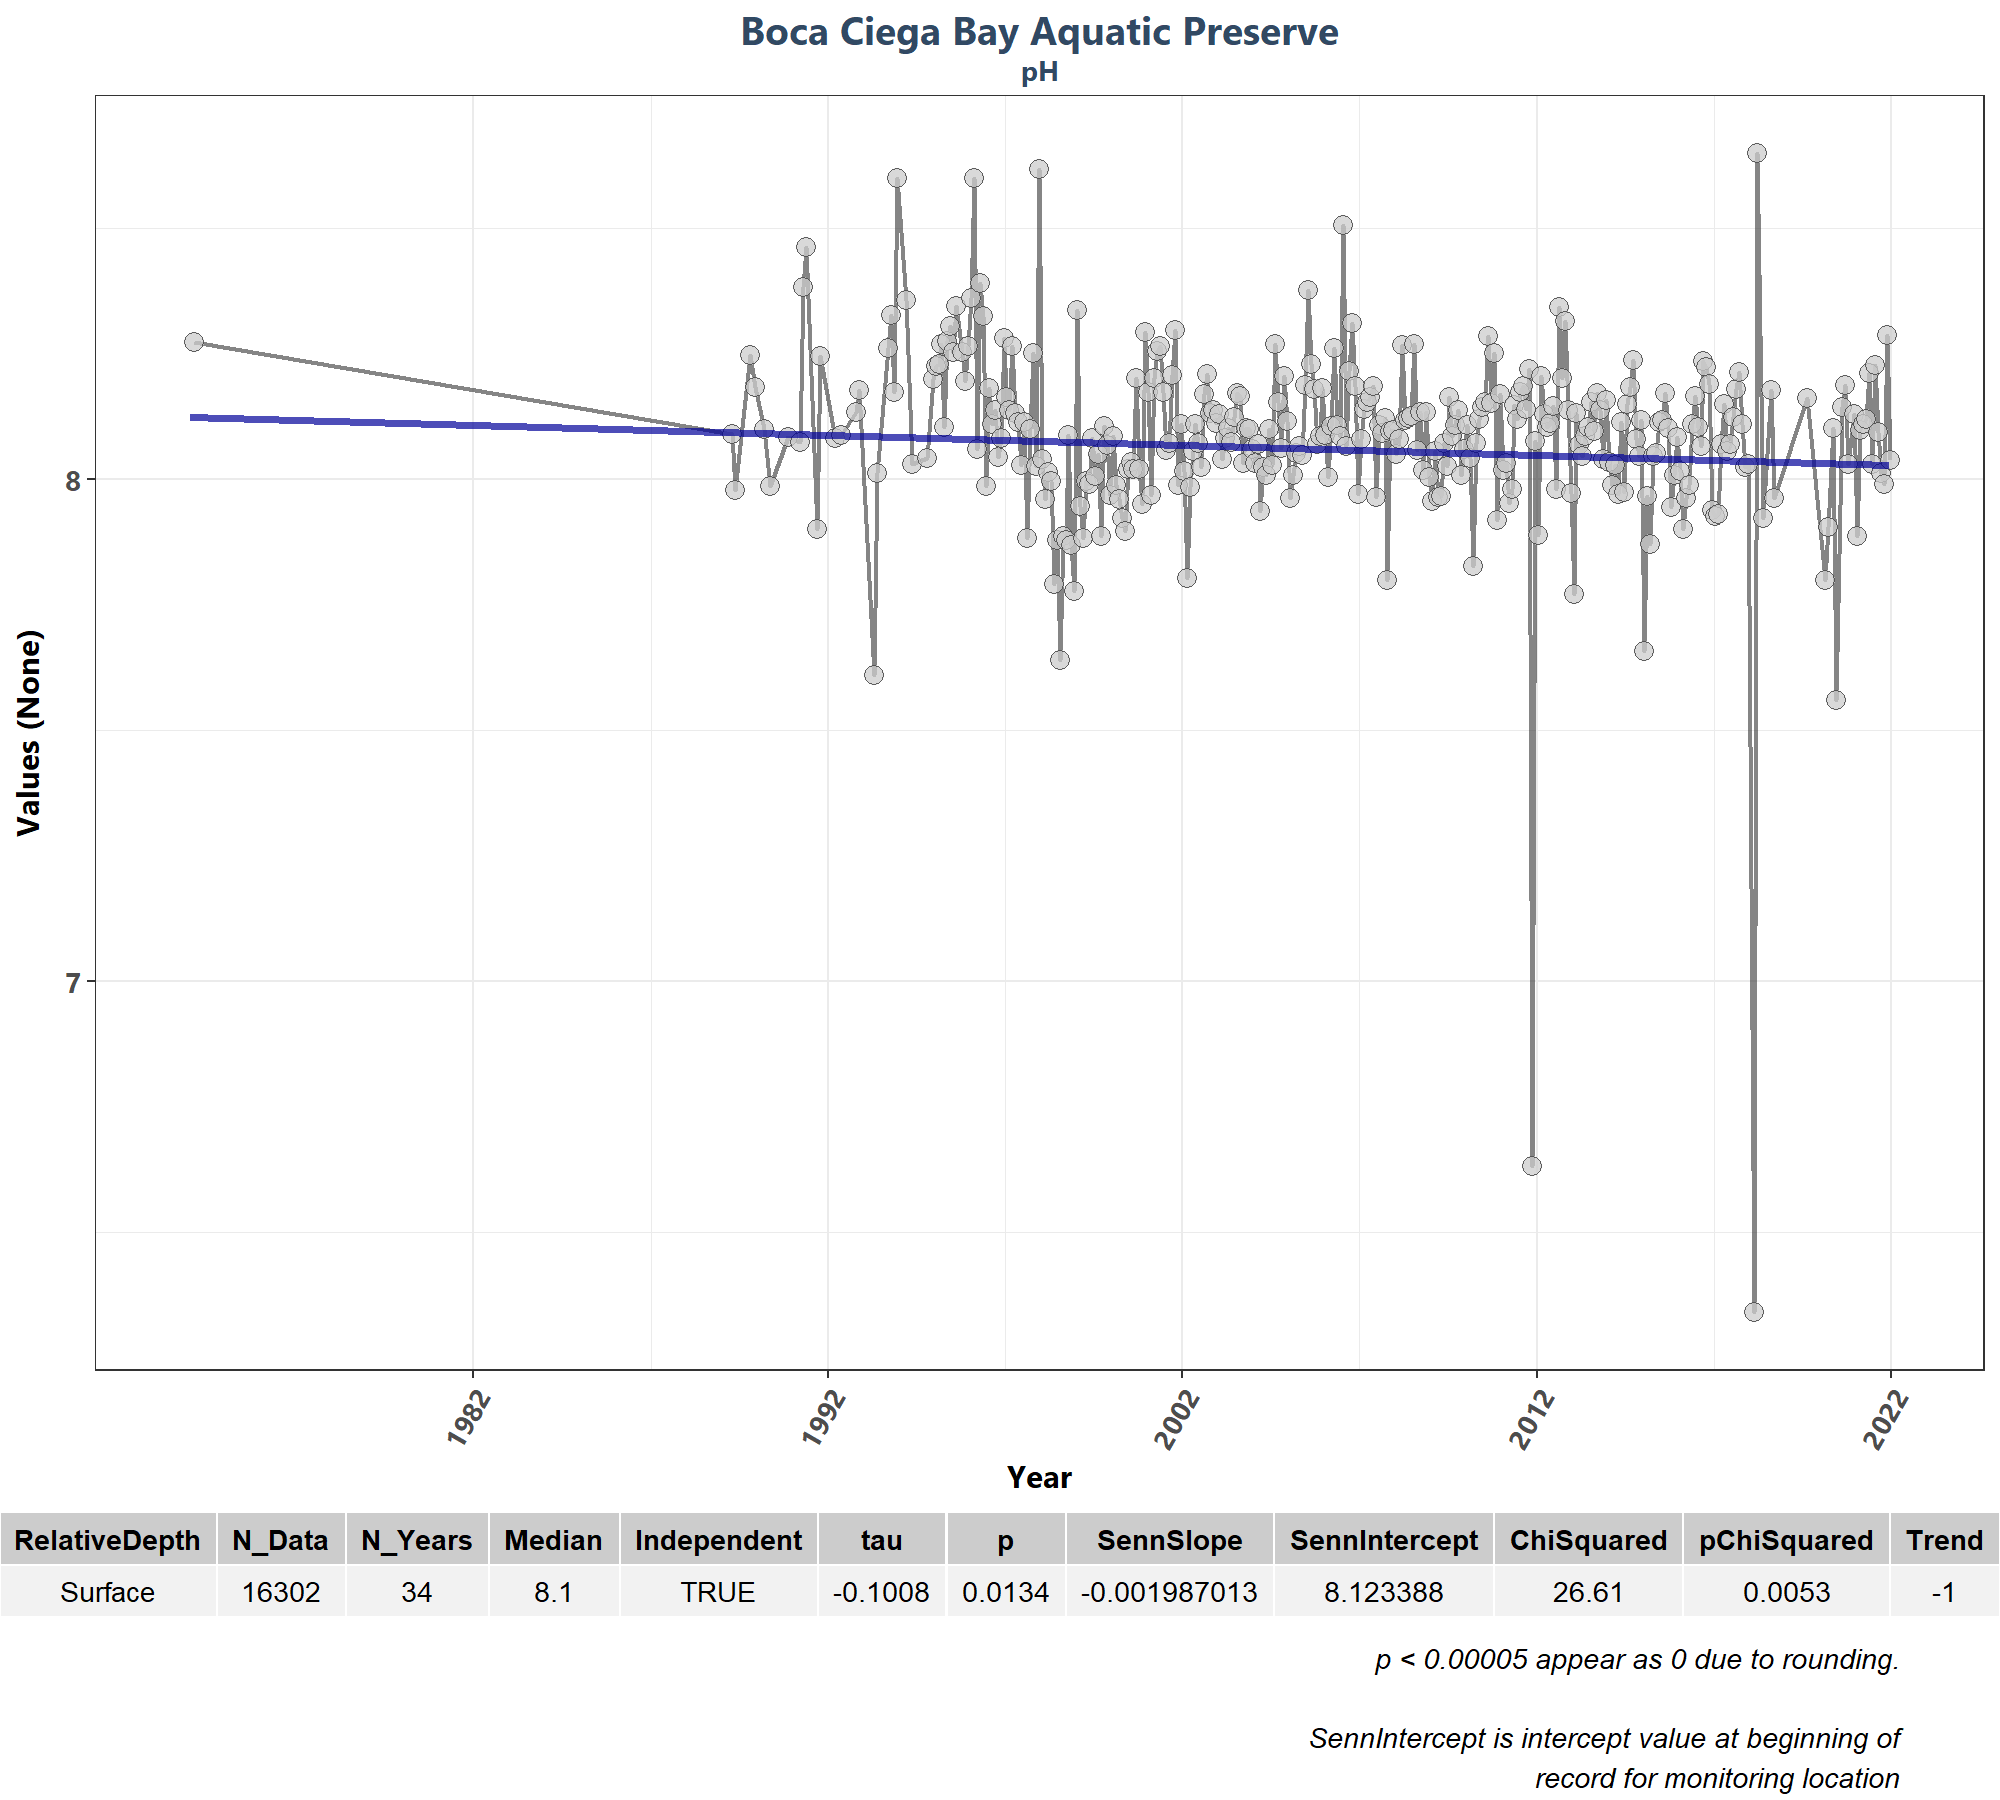 Boca Ciega Bay Aquatic Preserve
pH
Values (None)
8
7
1982 1992 2002 2012 2022
Year
RelativeDepth N_Data N_Years Median Independent tau p SennSlope SennIntercept ChiSquared pChiSquared Trend
Surface 16302 34 8.1 TRUE -0.1008 0.0134 -0.001987013 8.123388 26.61 0.0053 -1
p < 0.00005 appear as 0 due to rounding.
SennIntercept is intercept value at beginning of
record for monitoring location